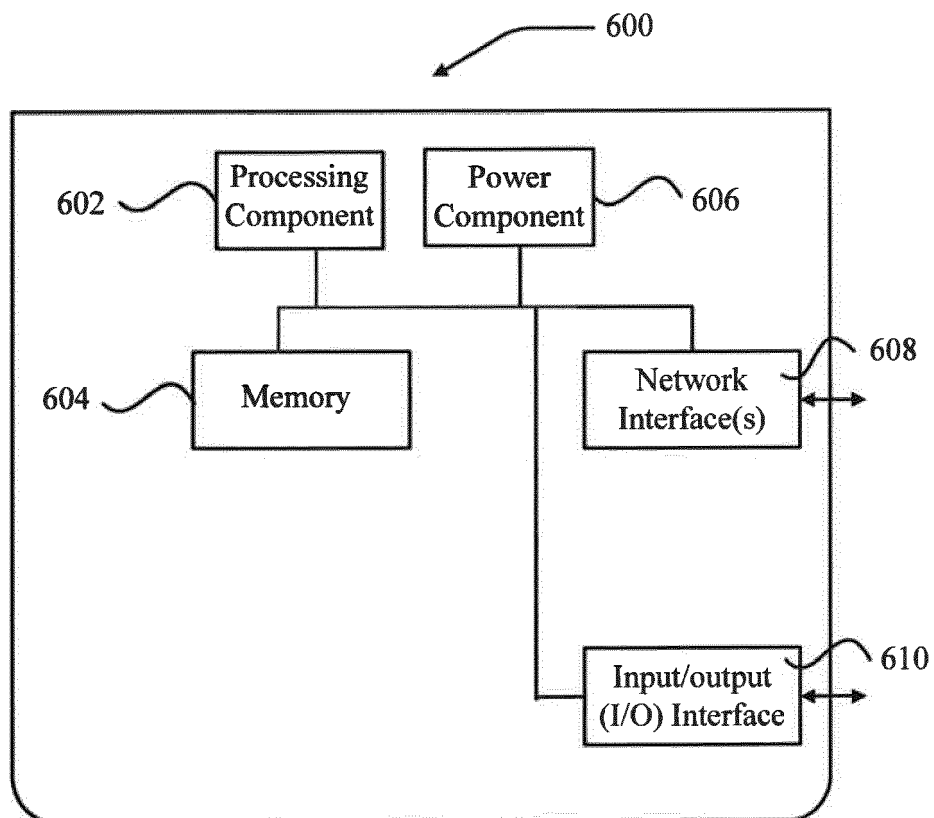 600
Processing
Component
602
Power
Component
606
Memory
604
Network
Interface(s)
608
Input/output
(I/O) Interface
610